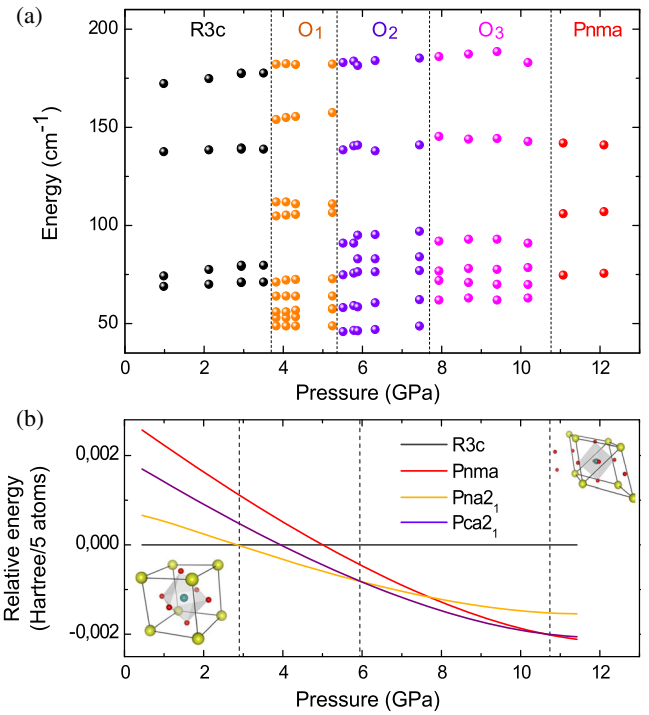 (a)
R3c O₁ O₂ O₃ Pnma
200
150
100
50
Energy (cm⁻¹)
0 2 4 6 8 10 12
Pressure (GPa)
(b)
R3c
Pnma
Pna2₁
Pca2₁
0,002
0,000
-0,002
Relative energy
(Hartree/5 atoms)
0 2 4 6 8 10 12
Pressure (GPa)